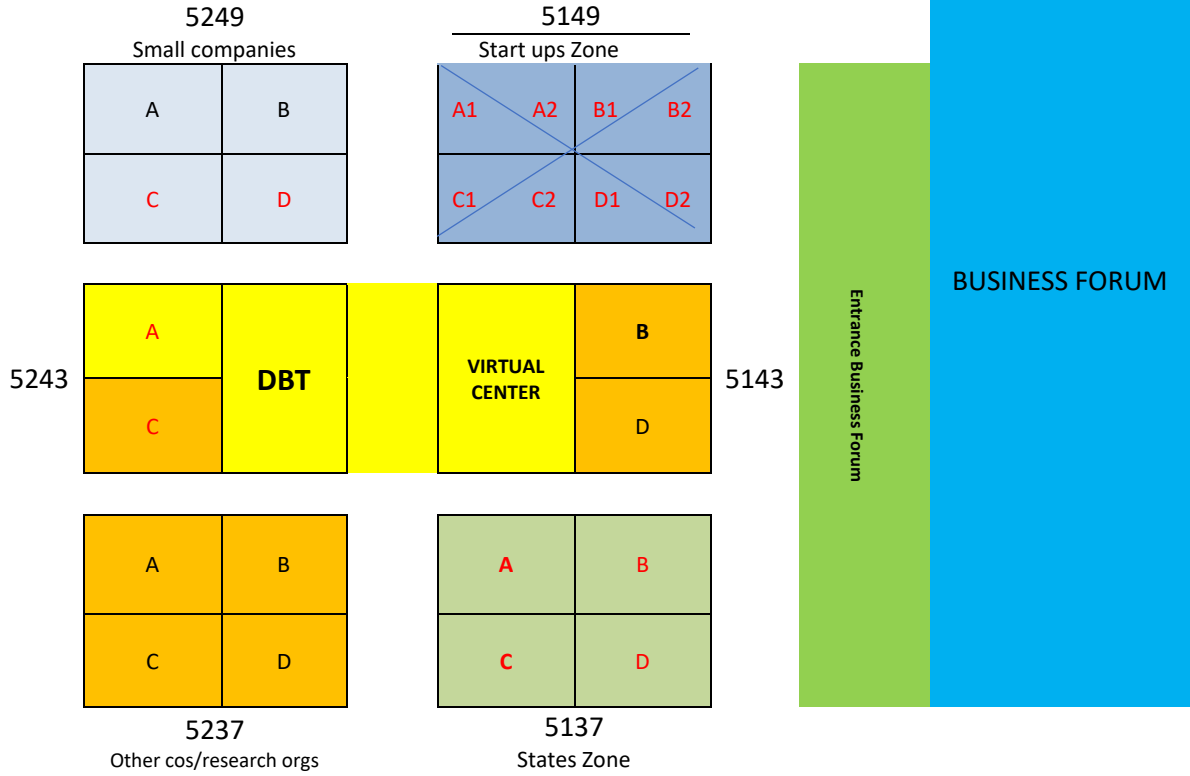 5249
Small companies
5149
Start ups Zone
A B
A1 A2 B1 B2
C D
C1 C2 D1 D2
BUSINESS FORUM
Entrance Business Forum
5243
A
DBT
C
VIRTUAL
CENTER
B
D
5143
A B
A B
C D
C D
5237
Other cos/research orgs
5137
States Zone